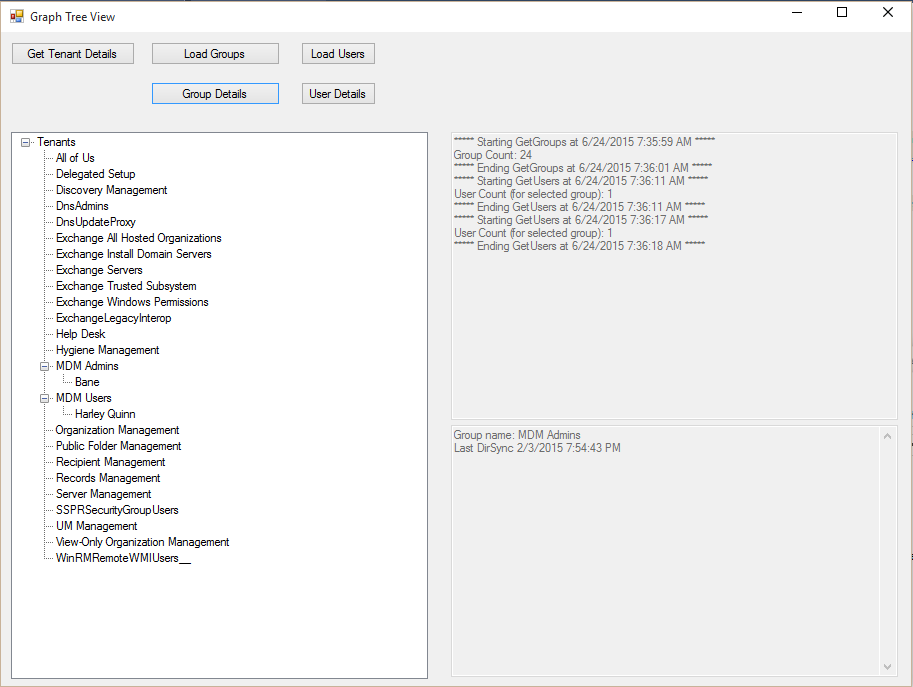 Graph Tree View
Get Tenant Details
Load Groups
Load Users
Group Details
User Details
Tenants
All of Us
Delegated Setup
Discovery Management
DnsAdmins
DnsUpdateProxy
Exchange All Hosted Organizations
Exchange Install Domain Servers
Exchange Servers
Exchange Trusted Subsystem
Exchange Windows Permissions
ExchangeLegacyInterop
Help Desk
Hygiene Management
MDM Admins
Bane
MDM Users
Harley Quinn
Organization Management
Public Folder Management
Recipient Management
Records Management
Server Management
SSPRSecurityGroupUsers
UM Management
View-Only Organization Management
WinRMRemoteWMIUsers__
***** Starting GetGroups at 6/24/2015 7:35:59 AM *****
Group Count: 24
***** Ending GetGroups at 6/24/2015 7:36:01 AM *****
***** Starting GetUsers at 6/24/2015 7:36:11 AM *****
User Count (for selected group): 1
***** Ending GetUsers at 6/24/2015 7:36:11 AM *****
***** Starting GetUsers at 6/24/2015 7:36:17 AM *****
User Count (for selected group): 1
***** Ending GetUsers at 6/24/2015 7:36:18 AM *****
Group name: MDM Admins
Last DirSync 2/3/2015 7:54:43 PM